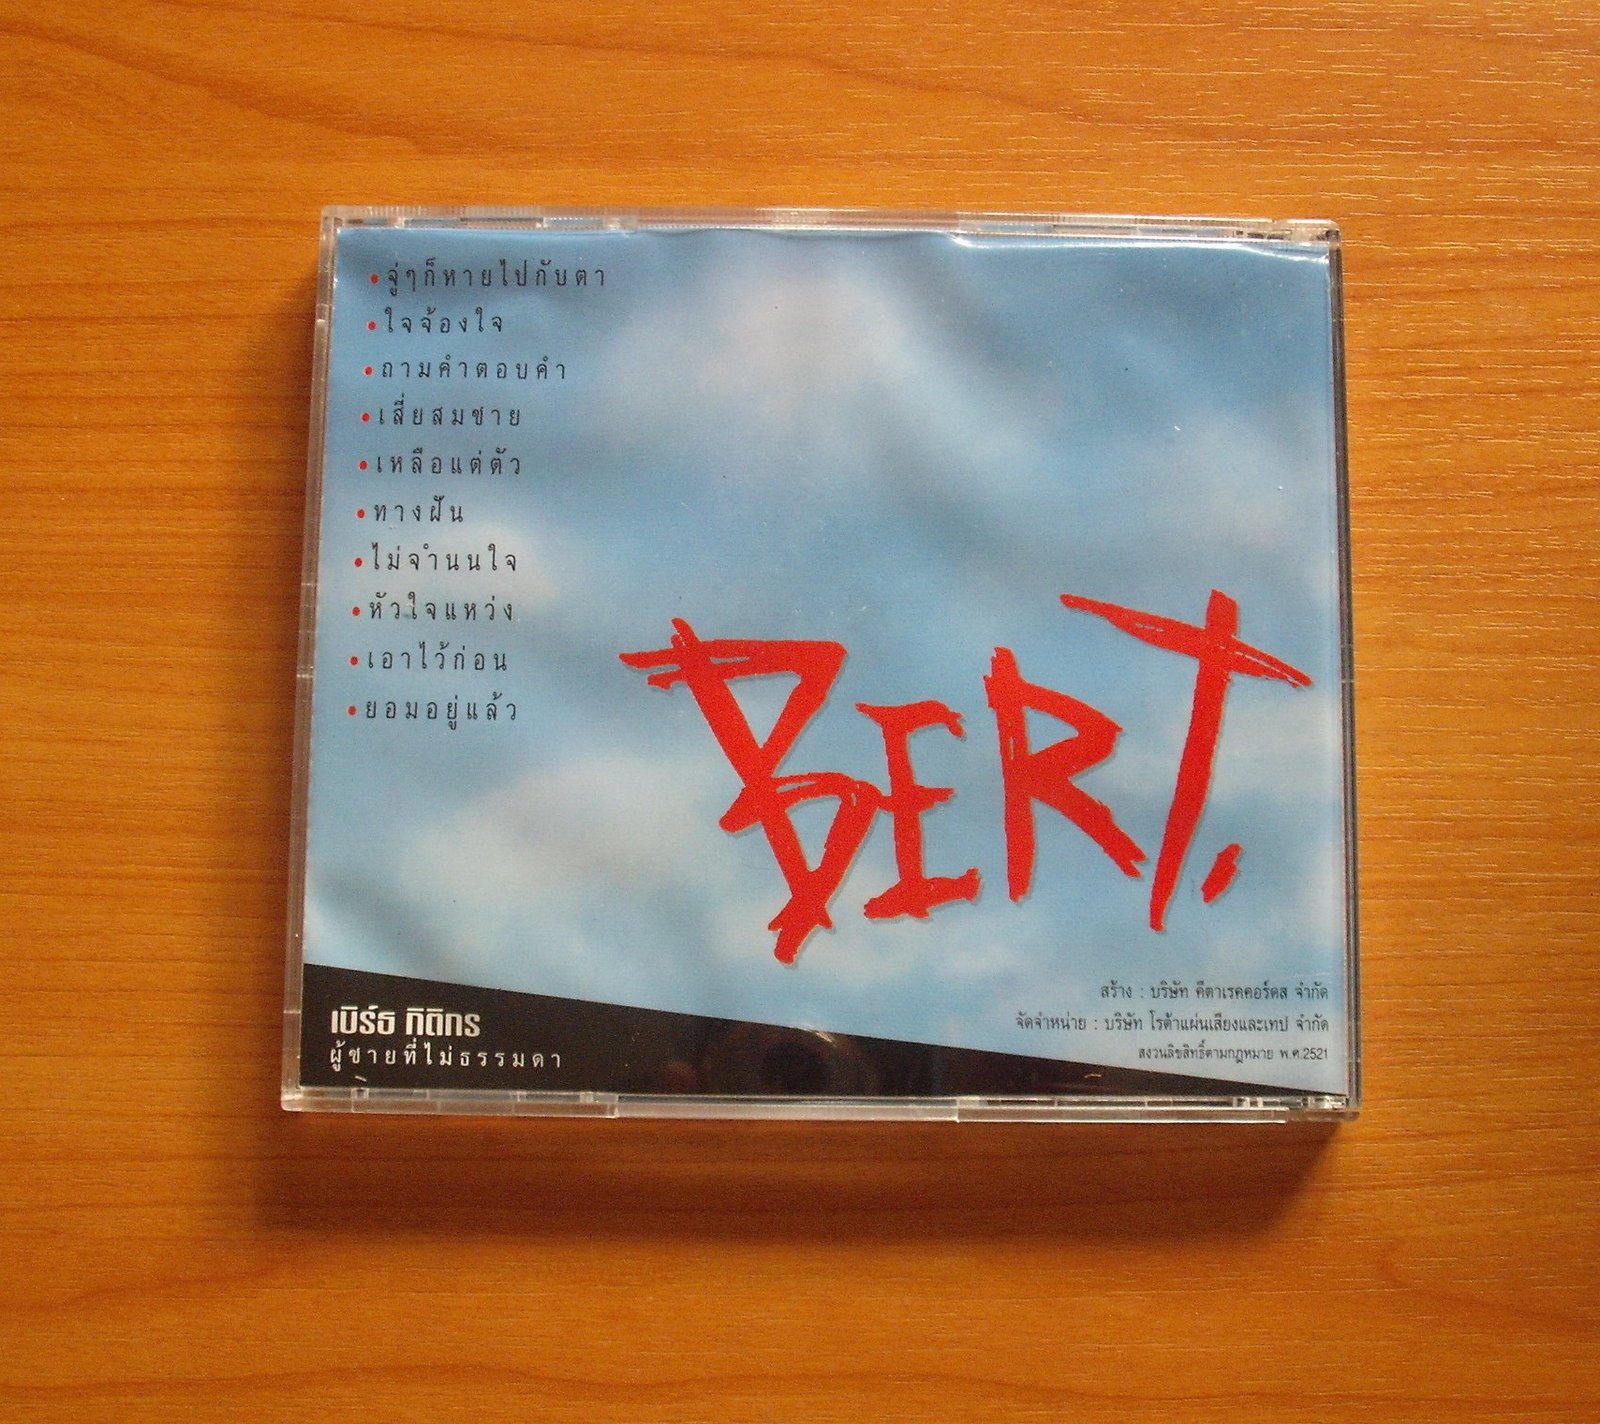 • จู่ๆก็หายไปกับตา
• ใจจ้องใจ
• ถามคำตอบคำ
• เสี่ยสมชาย
• เหลือแต่ตัว
• ทางฝัน
• ไม่จำนนใจ
• หัวใจแหว่ง
• เอาไว้ก่อน
• ยอมอยู่แล้ว
BERT.
สร้าง : บริษัท คีตาเรคคอร์ดส จำกัด
จัดจำหน่าย : บริษัท โรต้าแผ่นเสียงและเทป จำกัด
สงวนลิขสิทธิ์ตามกฎหมาย พ.ศ.2521
เบิร์ธ กิติกร
ผู้ชายที่ไม่ธรรมดา